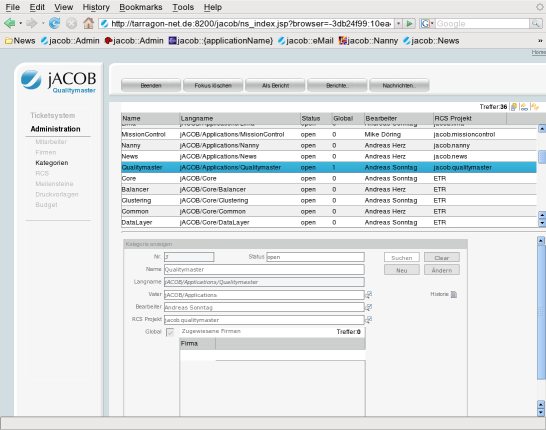 File Edit View History Bookmarks Tools Help
http://tarragon-net.de:8200/jacob/ns_index.jsp?browser=-3db24f99:10ea Google
News jacob::Admin jacob::Admin jacob::{applicationName} jacob::eMail jacob::Nanny jacob::News »
Home
jACOB
Qualitymaster
Beenden Fokus löschen Als Bericht Berichte.. Nachrichten..
Treffer:36
Ticketsystem
Administration
Mitarbeiter
Firmen
Kategorien
RCS
Meilensteine
Druckvorlagen
Budget
Name Langname Status Global Bearbeiter RCS Projekt
MissionControl jACOB/Applications/MissionControl open 0 Mike Döring jacob.missioncontrol
Nanny jACOB/Applications/Nanny open 0 Andreas Herz jacob.nanny
News jACOB/Applications/News open 0 Andreas Herz jacob.news
Qualitymaster jACOB/Applications/Qualitymaster open 1 Andreas Sonntag jacob.qualitymaster
Core jACOB/Core open 0 Andreas Sonntag ETR
Balancer jACOB/Core/Balancer open 0 Andreas Sonntag ETR
Clustering jACOB/Core/Clustering open 0 Andreas Sonntag ETR
Common jACOB/Core/Common open 0 Andreas Herz ETR
DataLayer jACOB/Core/DataLayer open 0 Andreas Sonntag ETR
Kategorie anzeigen
Nr. Status open Suchen Clear
Name Qualitymaster Neu Ändern
Langname jACOB/Applications/Qualitymaster
Vater jACOB/Applications Historie
Bearbeiter Andreas Sonntag
RCS Projekt jacob.qualitymaster
Global Zugewiesene Firmen Treffer:0
Firma